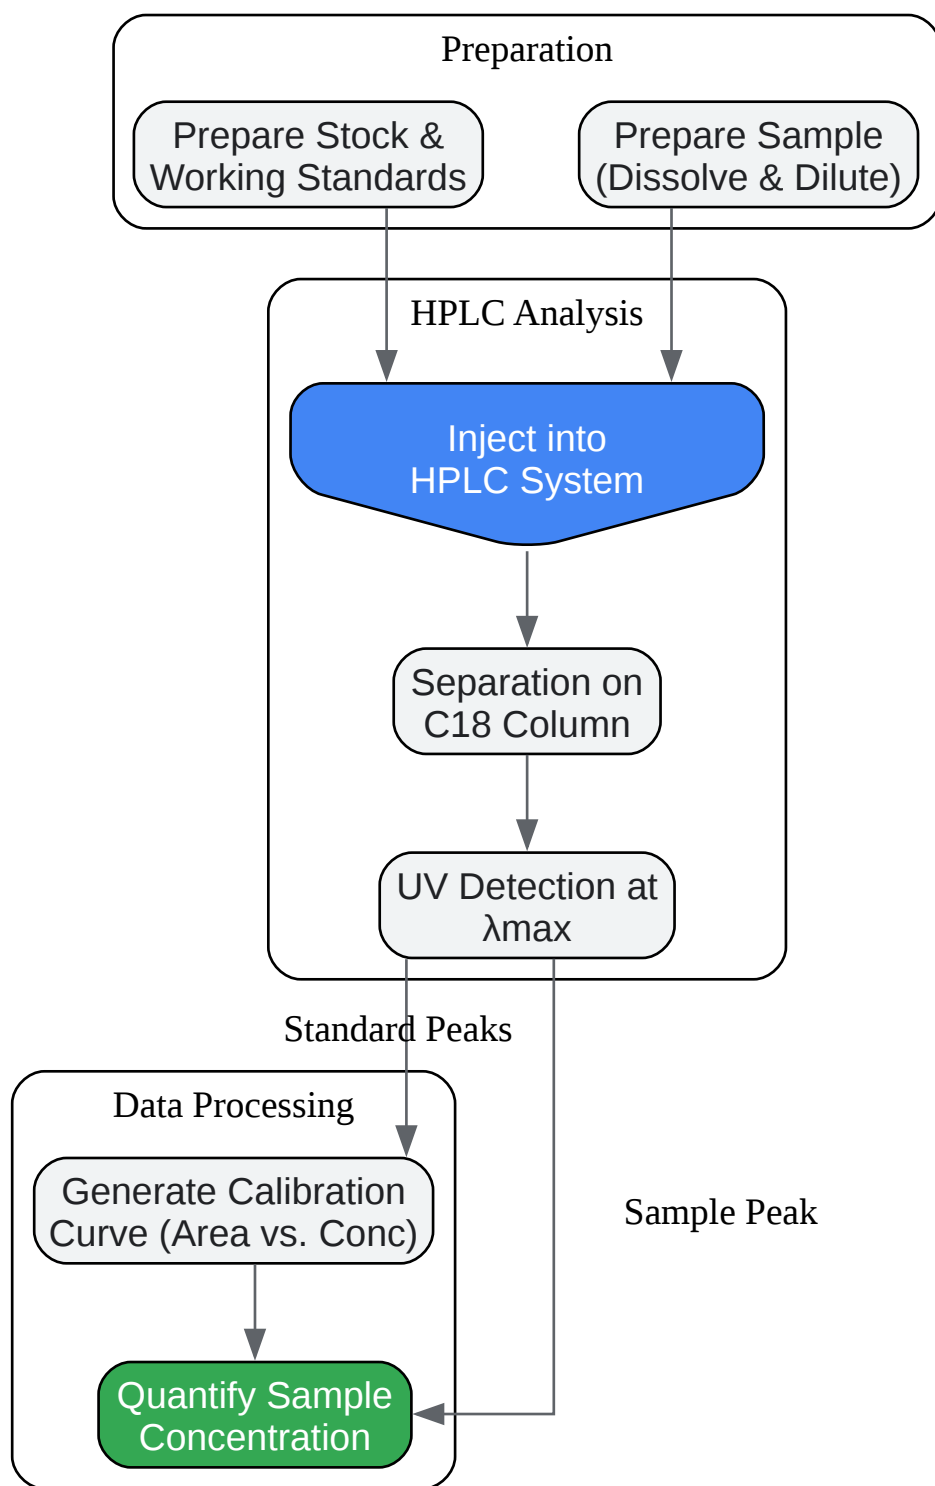 Preparation
Prepare Stock &
Working Standards
Prepare Sample
(Dissolve & Dilute)
HPLC Analysis
Inject into
HPLC System
Separation on
C18 Column
UV Detection at
λmax
Standard Peaks
Data Processing
Generate Calibration
Curve (Area vs. Conc)
Sample Peak
Quantify Sample
Concentration